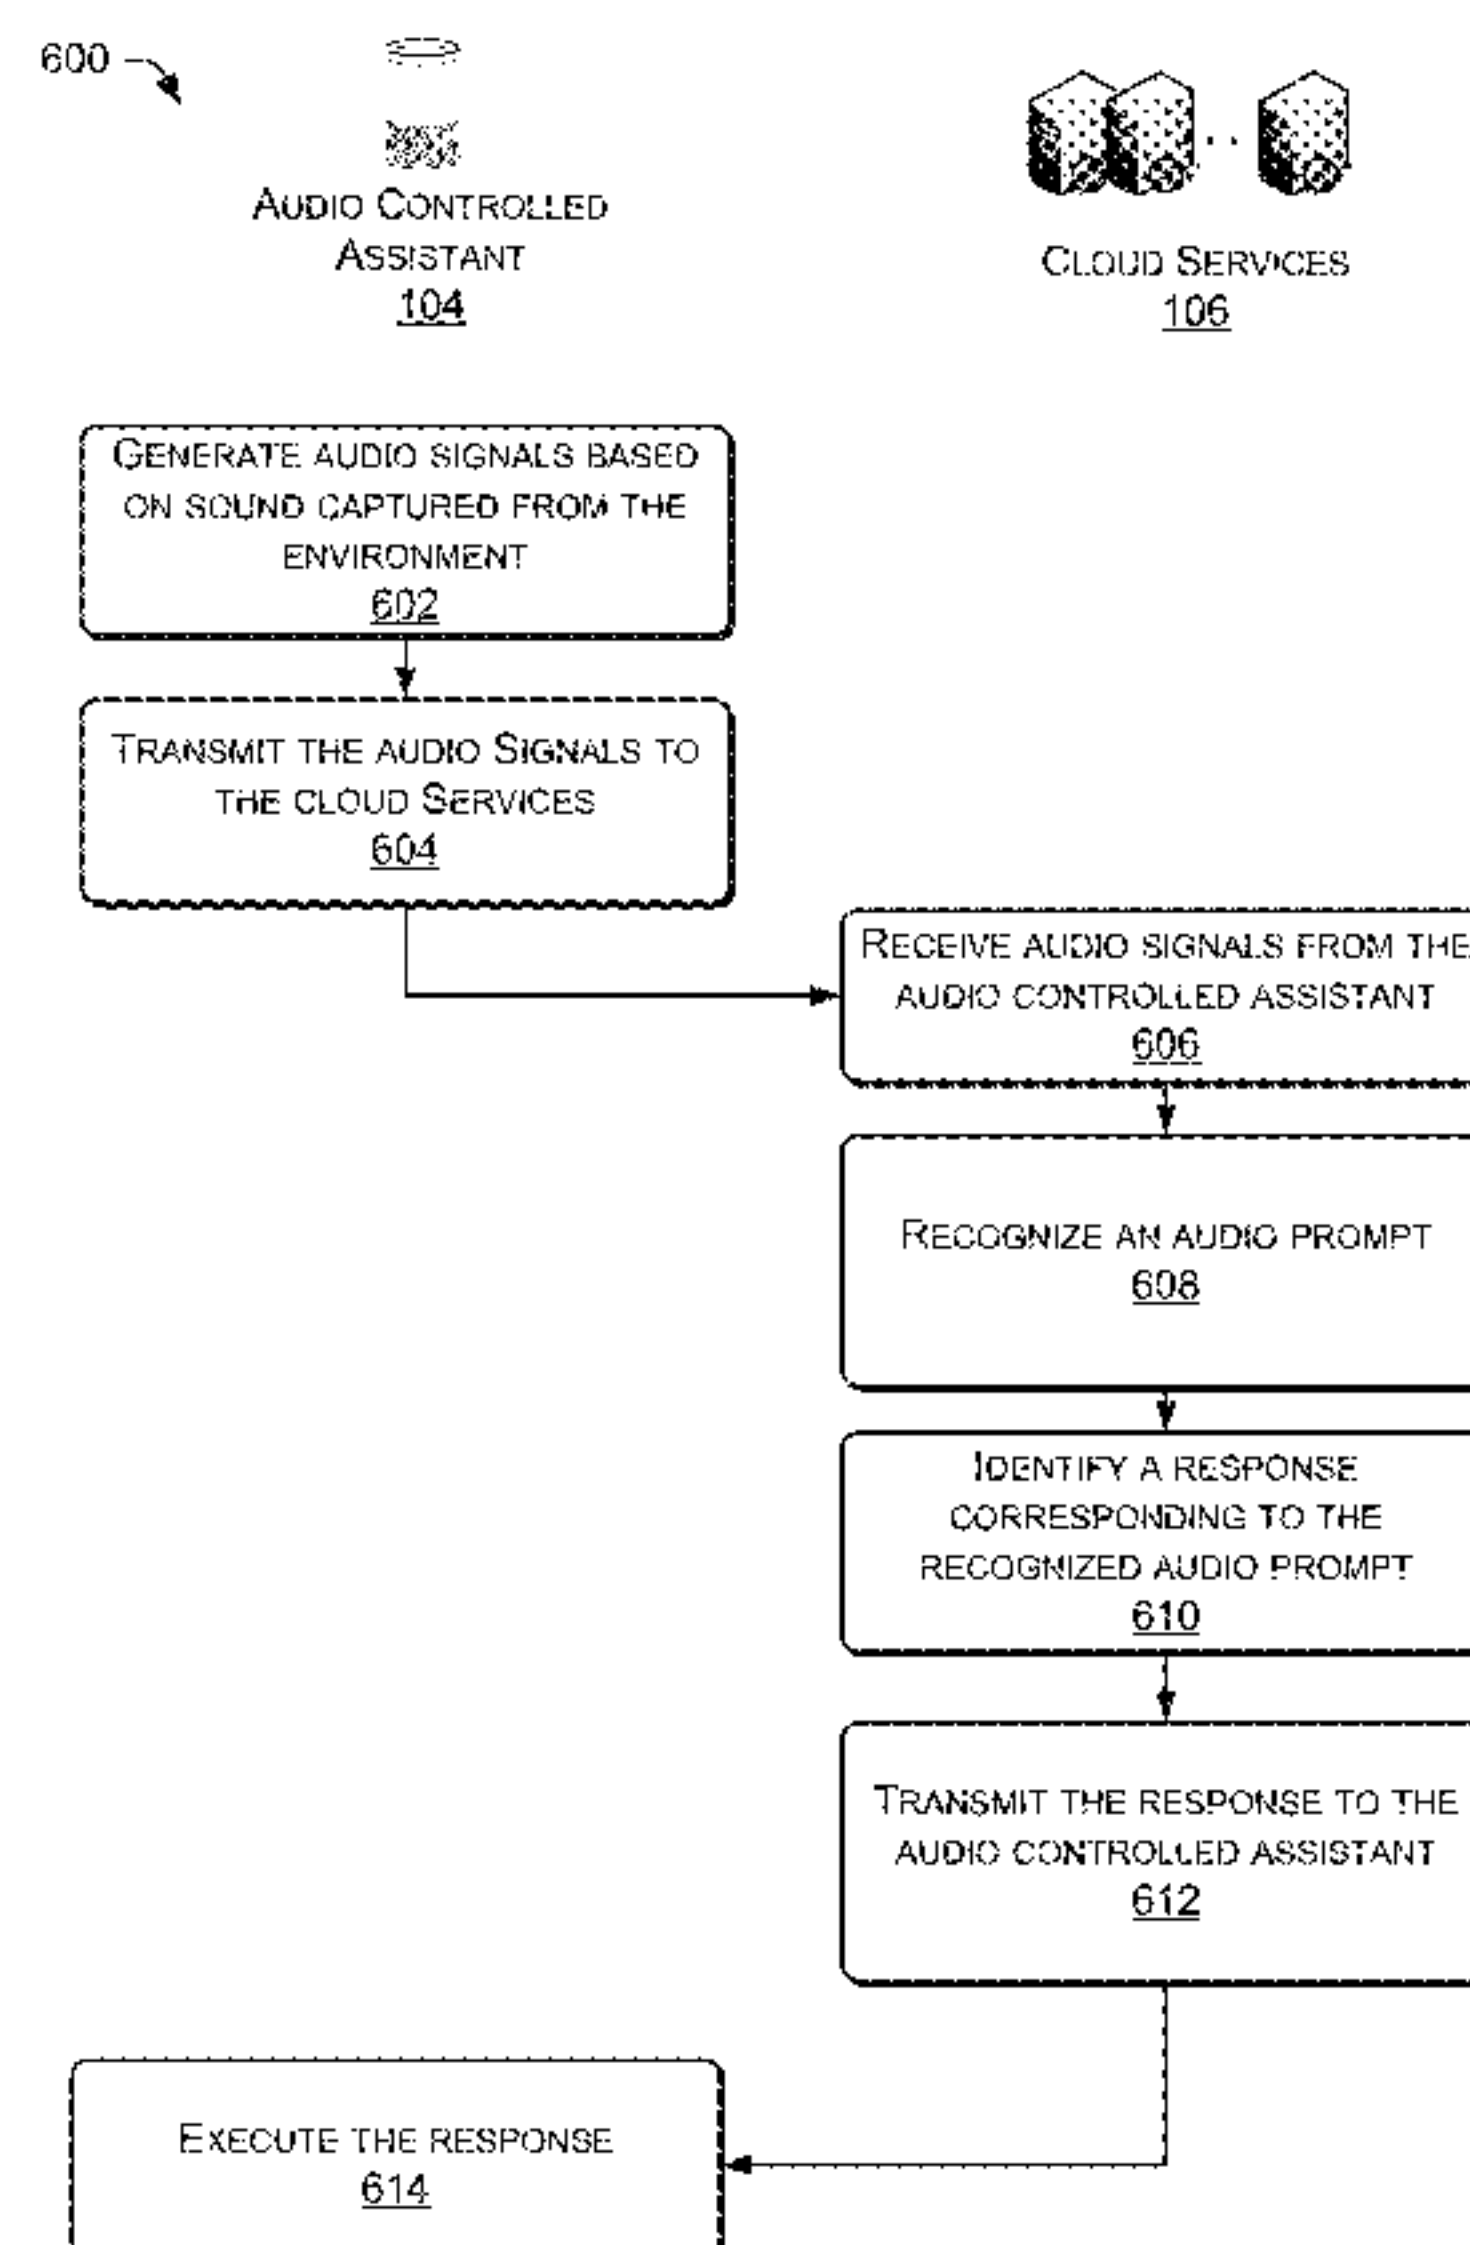 600
AUDIO CONTROLLED
ASSISTANT
104
CLOUD SERVICES
106
GENERATE AUDIO SIGNALS BASED
ON SOUND CAPTURED FROM THE
ENVIRONMENT
602
TRANSMIT THE AUDIO SIGNALS TO
THE CLOUD SERVICES
604
RECEIVE AUDIO SIGNALS FROM THE
AUDIO CONTROLLED ASSISTANT
606
RECOGNIZE AN AUDIO PROMPT
608
IDENTIFY A RESPONSE
CORRESPONDING TO THE
RECOGNIZED AUDIO PROMPT
610
TRANSMIT THE RESPONSE TO THE
AUDIO CONTROLLED ASSISTANT
612
EXECUTE THE RESPONSE
614